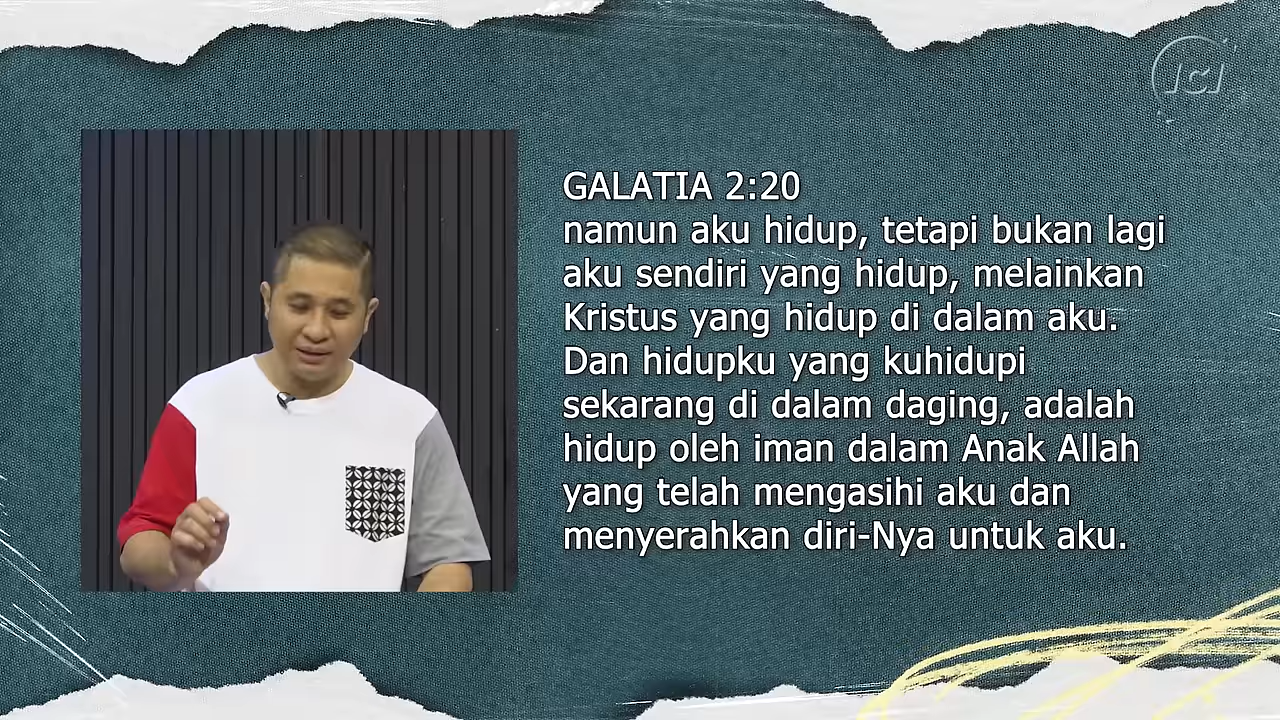 ICI
GALATIA 2:20
namun aku hidup, tetapi bukan lagi
aku sendiri yang hidup, melainkan
Kristus yang hidup di dalam aku.
Dan hidupku yang kuhidupi
sekarang di dalam daging, adalah
hidup oleh iman dalam Anak Allah
yang telah mengasihi aku dan
menyerahkan diri-Nya untuk aku.